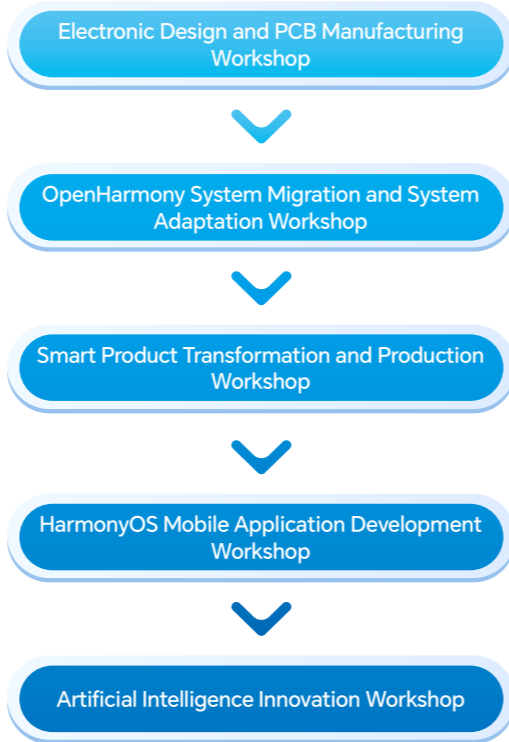 Electronic Design and PCB Manufacturing
Workshop
OpenHarmony System Migration and System
Adaptation Workshop
Smart Product Transformation and Production
Workshop
HarmonyOS Mobile Application Development
Workshop
Artificial Intelligence Innovation Workshop